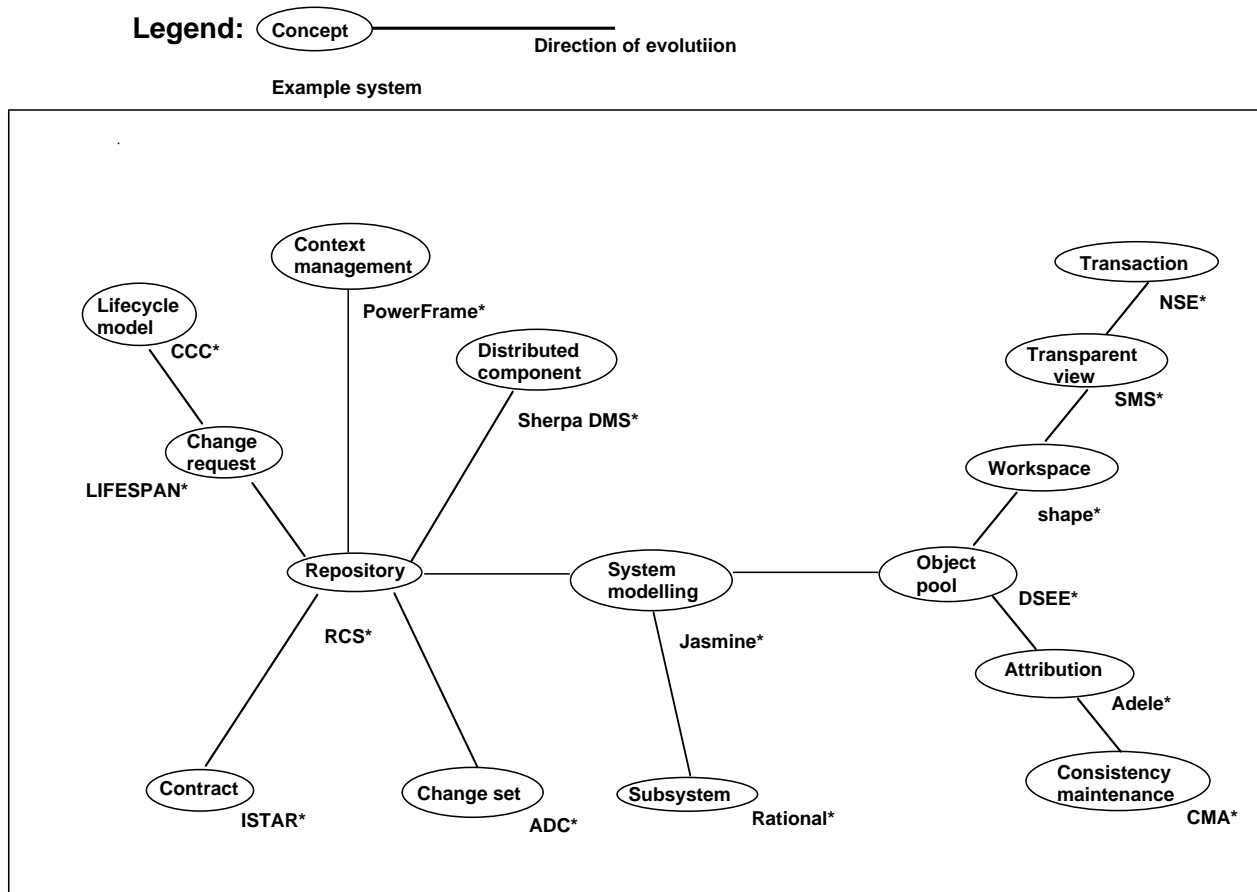 Legend:
Concept
Direction of evolutiion
Example system
Context
management
Transaction
NSE*
Lifecycle
model
PowerFrame*
CCC*
Distributed
component
Transparent
view
SMS*
Sherpa DMS*
Change
request
LIFESPAN*
Workspace
shape*
Repository
System
modelling
Object
pool
DSEE*
RCS*
Jasmine*
Attribution
Adele*
Contract
ISTAR*
Change set
ADC*
Subsystem
Rational*
Consistency
maintenance
CMA*